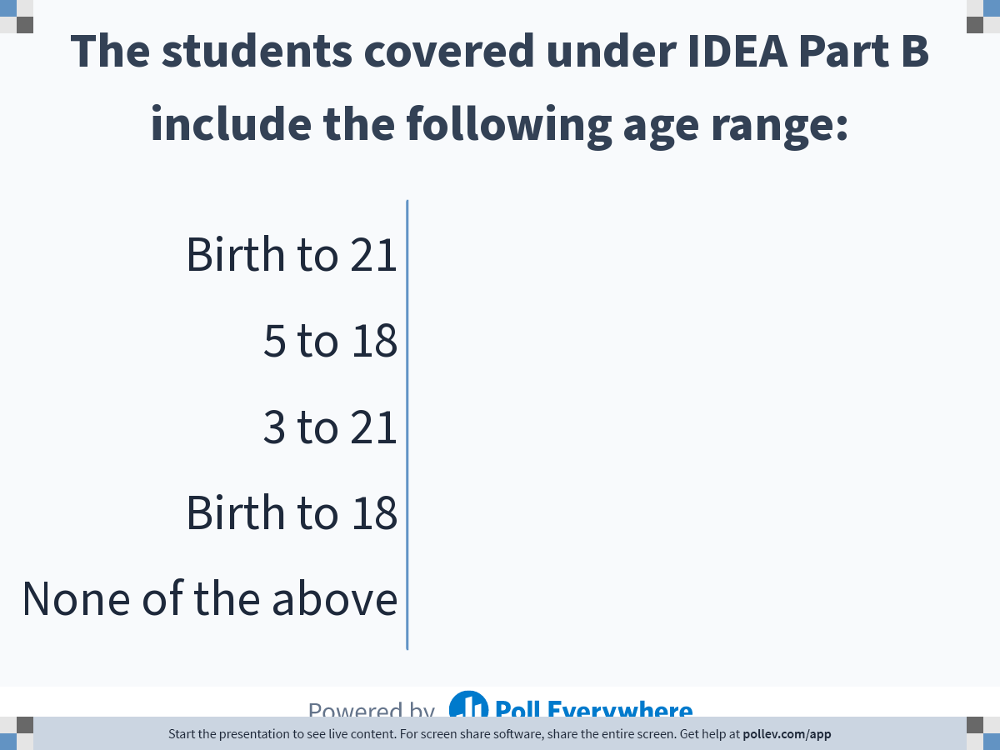 The students covered under IDEA Part B
include the following age range:
Birth to 21
5 to 18
3 to 21
Birth to 18
None of the above
Powered by Poll Everywhere
Start the presentation to see live content. For screen share software, share the entire screen. Get help at pollev.com/app